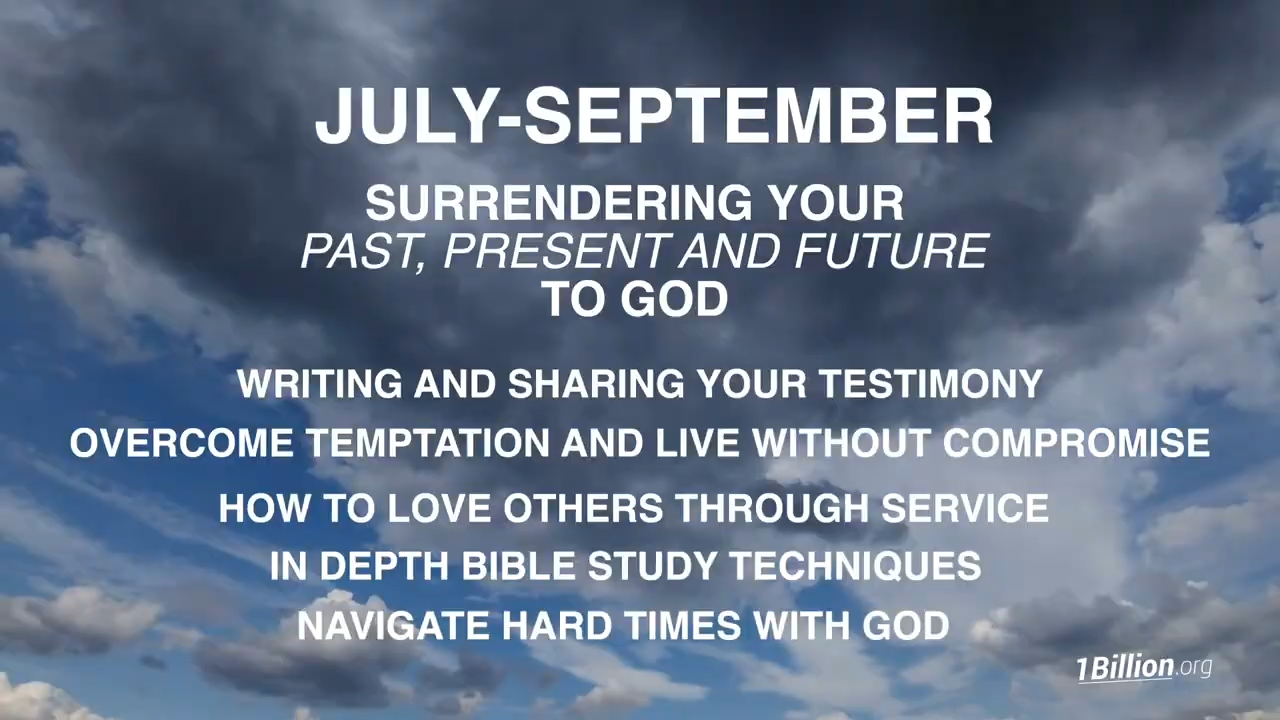 JULY-SEPTEMBER
SURRENDERING YOUR
PAST, PRESENT AND FUTURE
TO GOD
WRITING AND SHARING YOUR TESTIMONY
OVERCOME TEMPTATION AND LIVE WITHOUT COMPROMISE
HOW TO LOVE OTHERS THROUGH SERVICE
IN DEPTH BIBLE STUDY TECHNIQUES
NAVIGATE HARD TIMES WITH GOD
1Billion.org